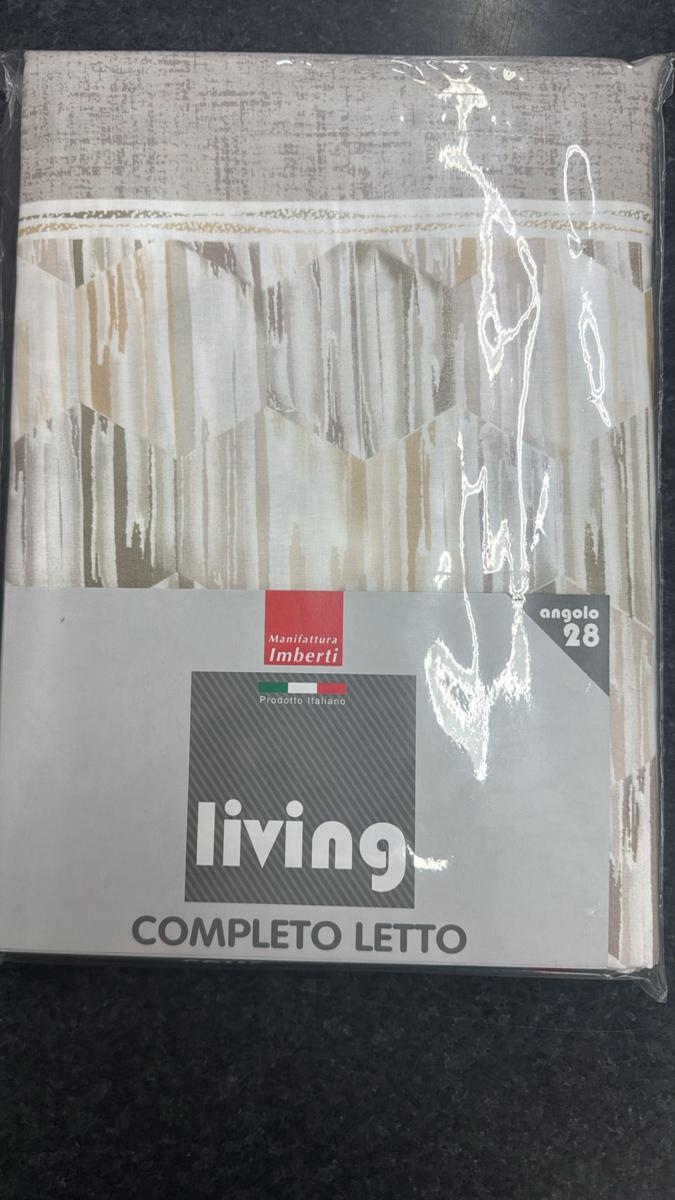 angolo
28
Manifattura
Imberti
Prodotto Italiano
living
COMPLETO LETTO